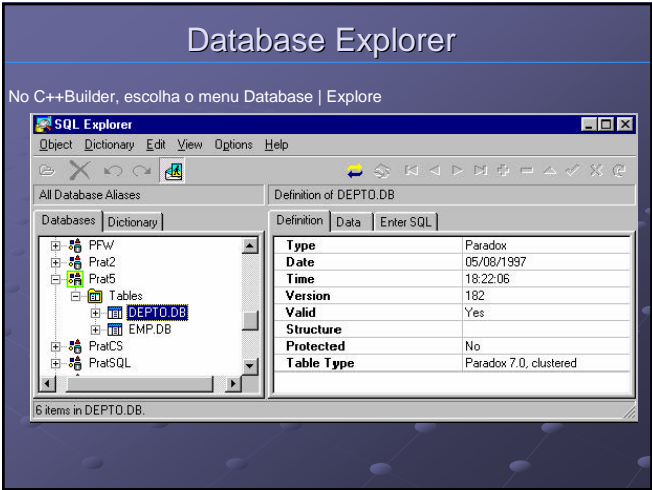 Database Explorer
No C++Builder, escolha o menu Database | Explore
SQL Explorer
Object Dictionary Edit View Options Help
All Database Aliases
Definition of DEPTO.DB
Databases Dictionary
Definition Data Enter SQL
PFW
Prat2
Prat5
Tables
DEPTO.DB
EMP.DB
PratCS
PratSQL
Type Paradox
Date 05/08/1997
Time 18:22:06
Version 182
Valid Yes
Structure
Protected No
Table Type Paradox 7.0, clustered
6 items in DEPTO.DB.